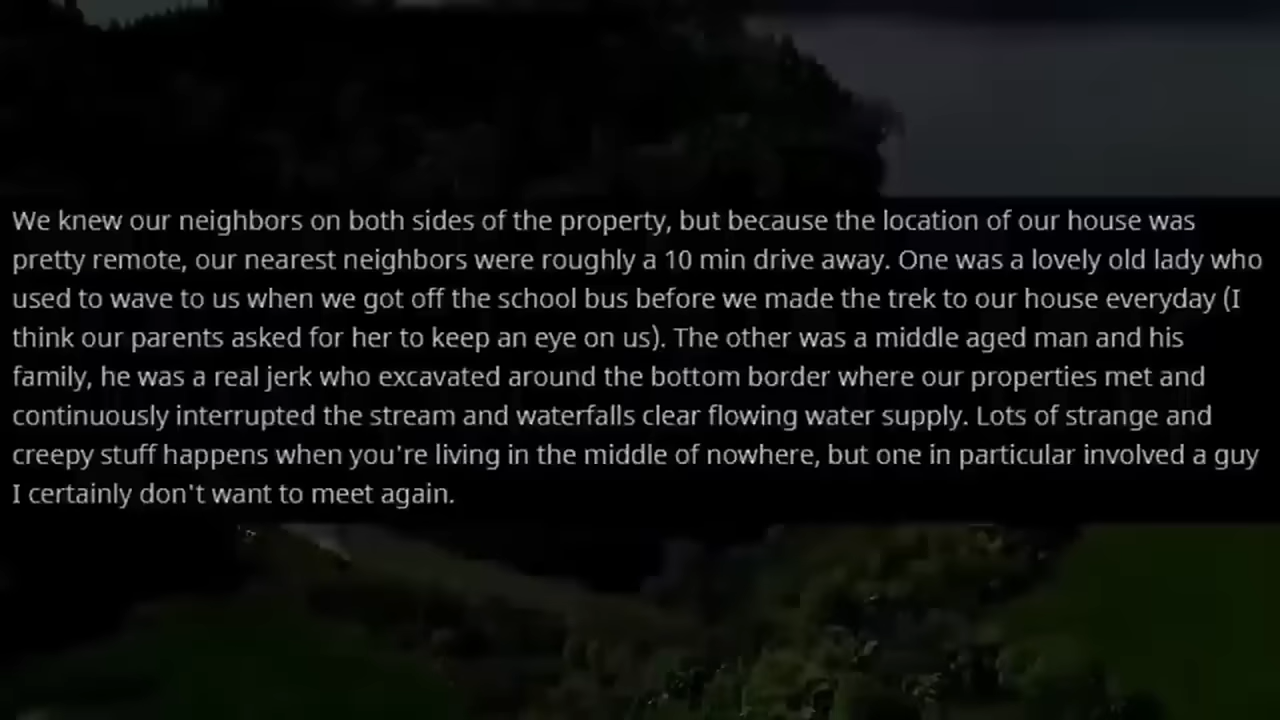 We knew our neighbors on both sides of the property, but because the location of our house was
pretty remote, our nearest neighbors were roughly a 10 min drive away. One was a lovely old lady who
used to wave to us when we got off the school bus before we made the trek to our house everyday (I
think our parents asked for her to keep an eye on us). The other was a middle aged man and his
family, he was a real jerk who excavated around the bottom border where our properties met and
continuously interrupted the stream and waterfalls clear flowing water supply. Lots of strange and
creepy stuff happens when you're living in the middle of nowhere, but one in particular involved a guy
I certainly don't want to meet again.